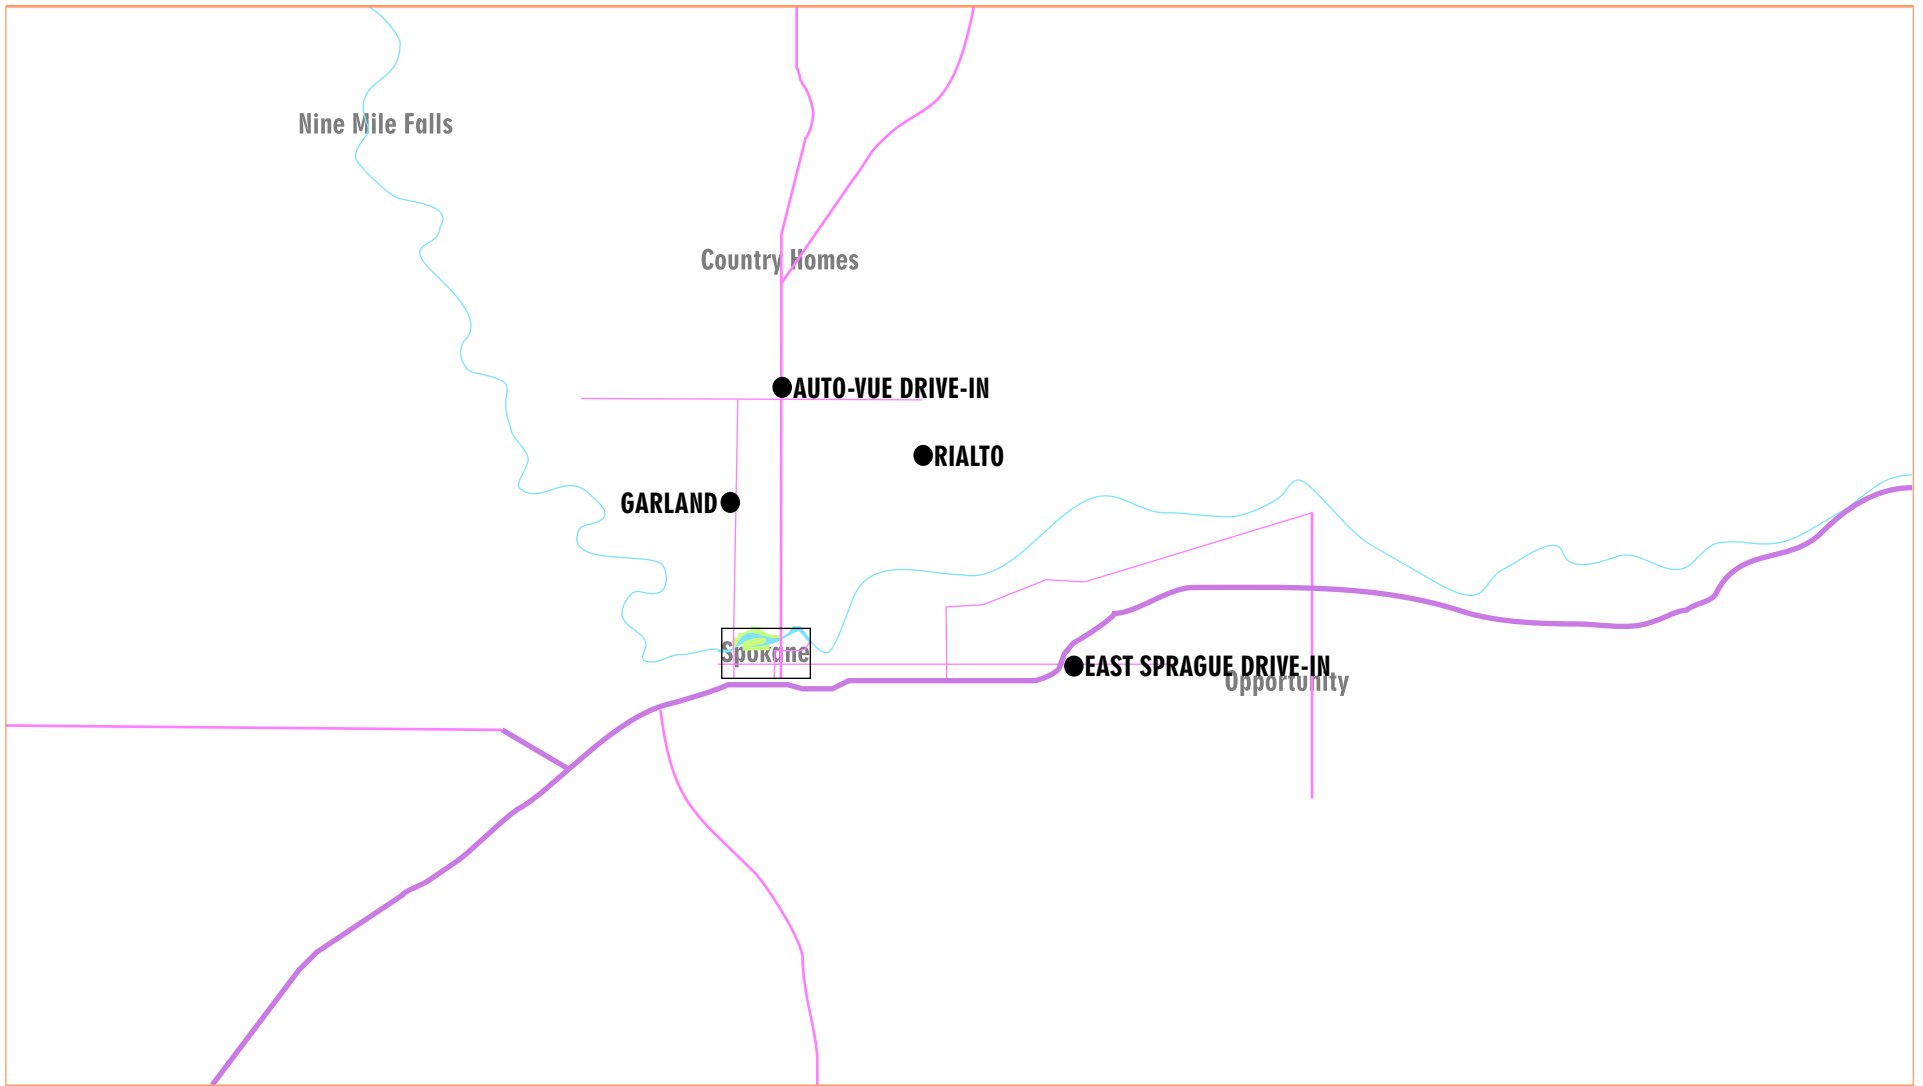 Nine Mile Falls
Country Homes
AUTO-VUE DRIVE-IN
RIALTO
GARLAND
Spokane
EAST SPRAGUE DRIVE-IN
Opportunity